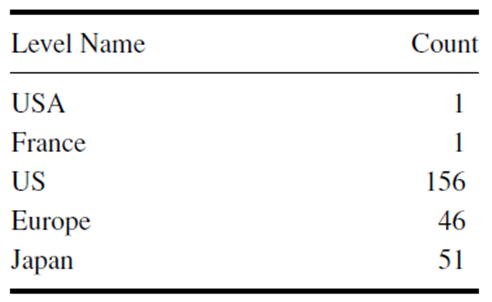 Level Name Count
USA 1
France 1
US 156
Europe 46
Japan 51